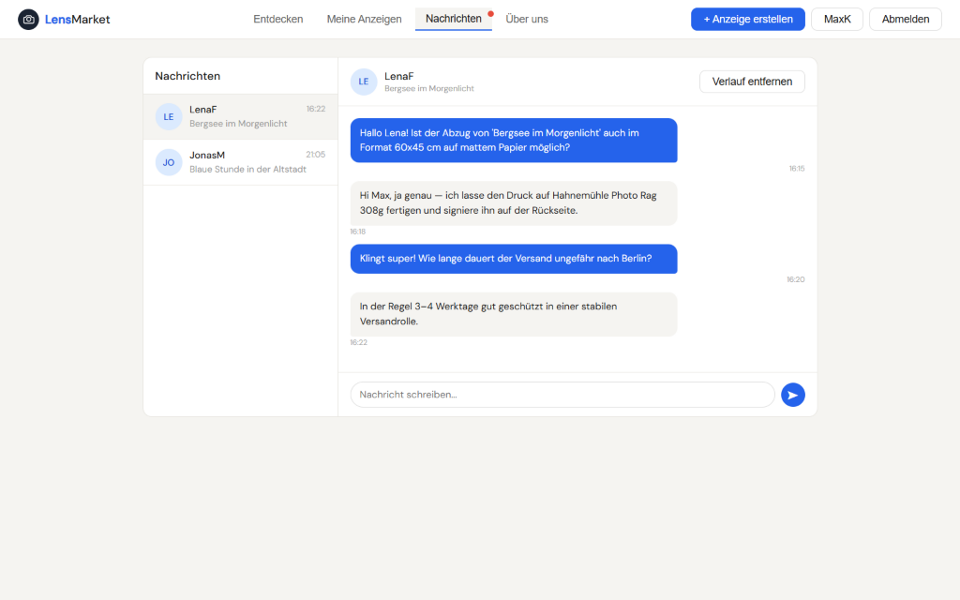 LensMarket
Entdecken
Meine Anzeigen
Nachrichten
Über uns
+ Anzeige erstellen
MaxK
Abmelden
Nachrichten
LE
LenaF
16:22
Bergsee im Morgenlicht
JO
JonasM
21:05
Blaue Stunde in der Altstadt
LE
LenaF
Bergsee im Morgenlicht
Verlauf entfernen
Hallo Lena! Ist der Abzug von 'Bergsee im Morgenlicht' auch im
Format 60x45 cm auf mattem Papier möglich?
16:15
Hi Max, ja genau — ich lasse den Druck auf Hahnemühle Photo Rag
308g fertigen und signiere ihn auf der Rückseite.
16:18
Klingt super! Wie lange dauert der Versand ungefähr nach Berlin?
16:20
In der Regel 3–4 Werktage gut geschützt in einer stabilen
Versandrolle.
16:22
Nachricht schreiben...